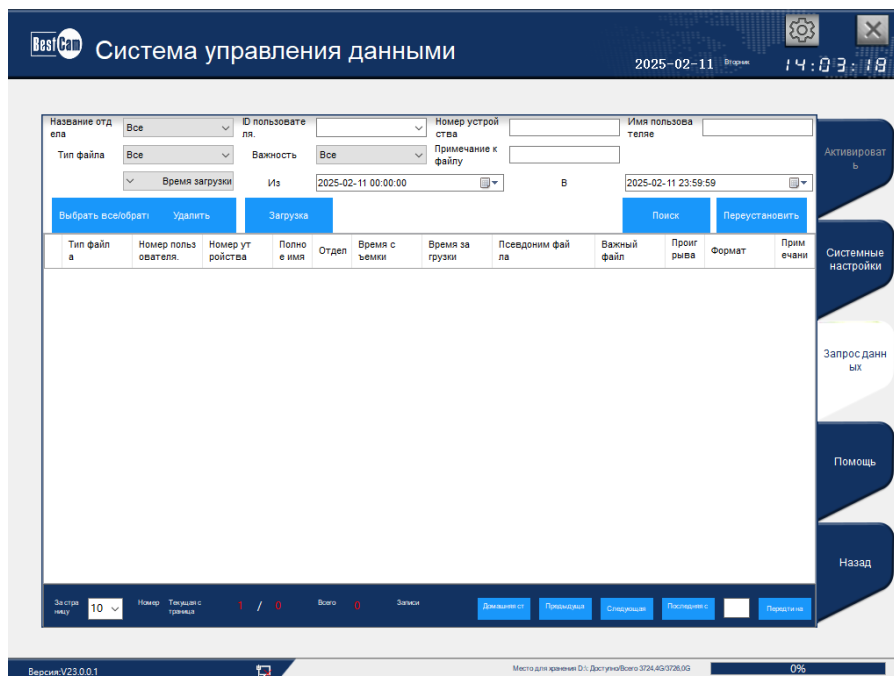 BestCam
Система управления данными
2025-02-11 Вторник 14:03:18
Название отд
ела
Все
ID пользовате
ля.
Номер устрой
ства
Имя пользова
теляе
Тип файла
Все
Важность
Все
Примечание к
файлу
Время загрузки
Из
2025-02-11 00:00:00
В
2025-02-11 23:59:59
Выбрать все/обратı
Удалить
Загрузка
Поиск
Переустановить
Тип файл
а
Номер польз
ователя.
Номер ут
ройства
Полно
е имя
Отдел
Время с
ъемки
Время за
грузки
Псевдоним фай
ла
Важный
файл
Проиг
рыва
Формат
Прим
ечани
Активироват
ь
Системные
настройки
Запрос данн
ых
Помощь
Назад
За стра
ницу
10
Номер
Текущая с
траница
1 / 0
Всего
0
Записи
Домашняя ст
Предыдуща
Следующая
Последняя с
Передти на
Версия:V23.0.0.1
Место для хранения D:\: Доступно/Всего 3724,4G/3726,0G
0%